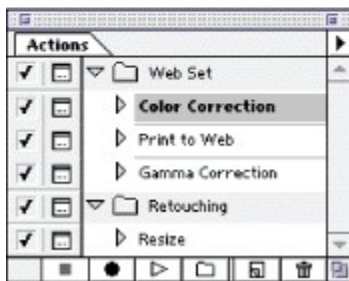 Actions
Web Set
Color Correction
Print to Web
Gamma Correction
Retouching
Resize